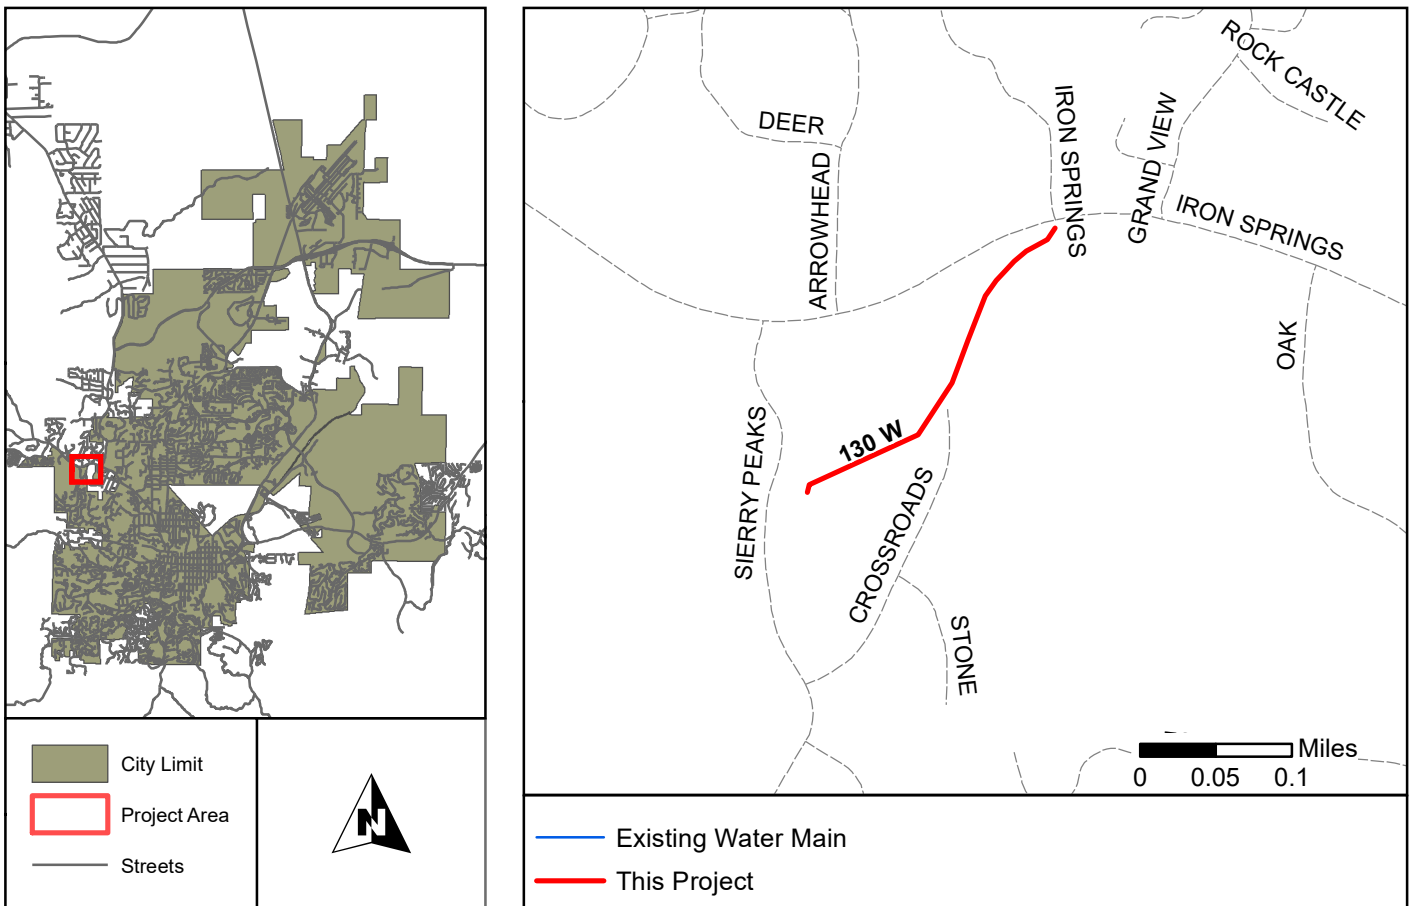 ROCK CASTLE
DEER
IRON SPRINGS
GRAND VIEW
ARROWHEAD
IRON SPRINGS
OAK
SIERRY PEAKS
130 W
CROSSROADS
STONE
Miles
0 0.05 0.1
City Limit
Project Area
Streets
N
Existing Water Main
This Project